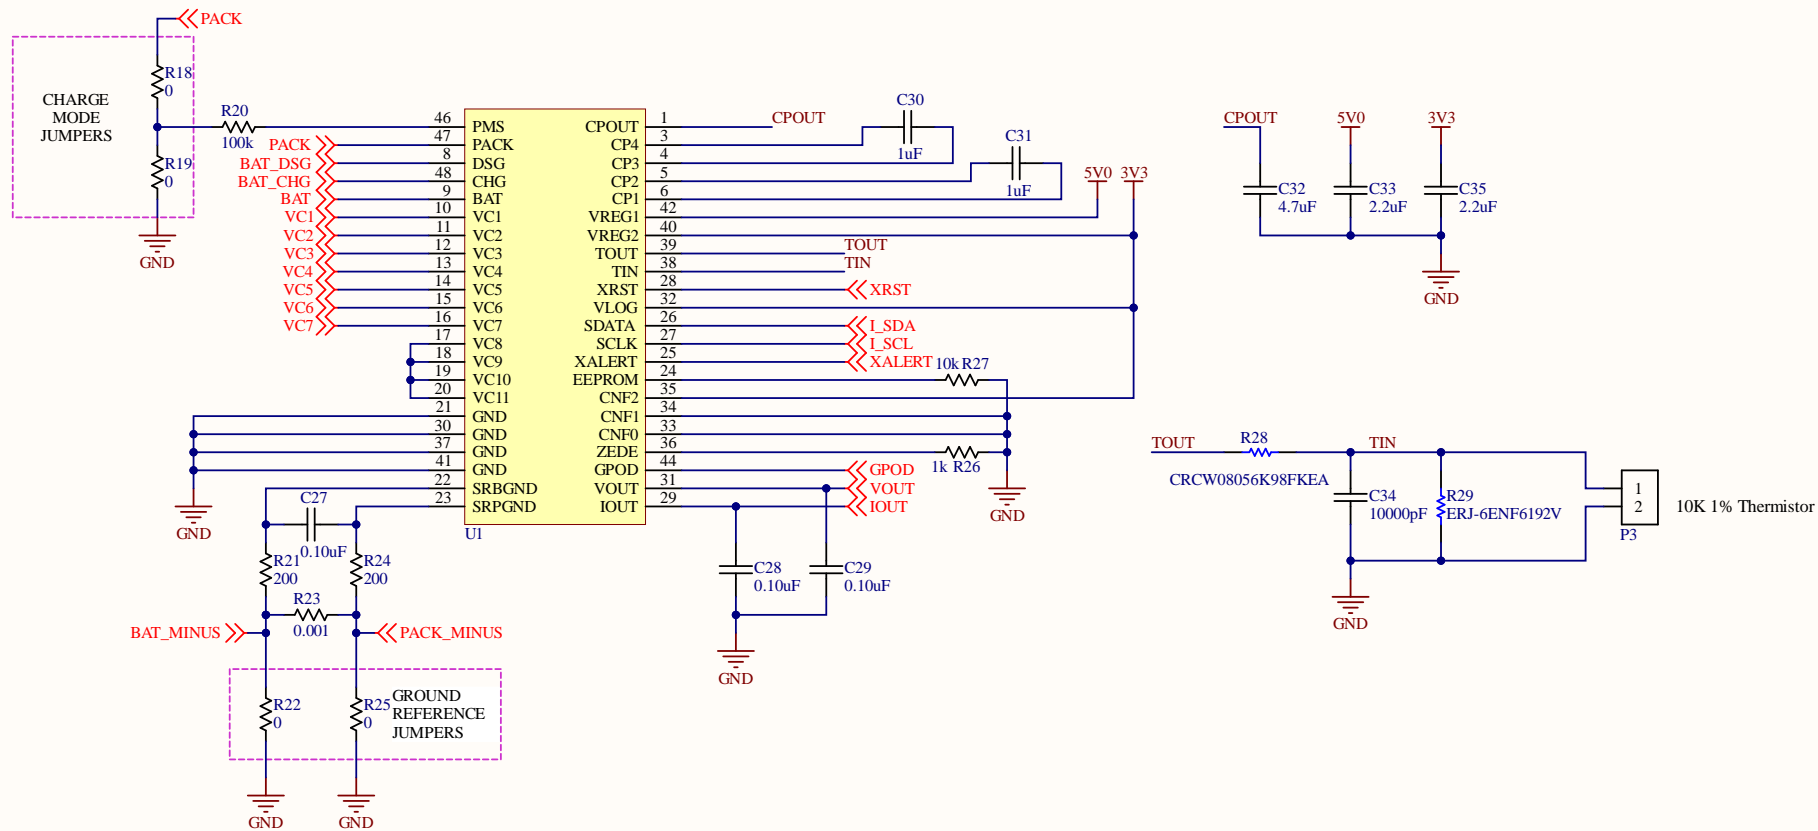 PACK
CHARGE
MODE
JUMPERS
R18
0
R19
0
GND
R20
100k
PACK
BAT_DSG
BAT_CHG
BAT
VC1
VC2
VC3
VC4
VC5
VC6
VC7
46 PMS
47 PACK
8 DSG
48 CHG
9 BAT
10 VC1
11 VC2
12 VC3
13 VC4
14 VC5
15 VC6
16 VC7
17 VC8
18 VC9
19 VC10
20 VC11
21 GND
30 GND
37 GND
41 GND
22 SRBGND
23 SRPGND
U1
CPOUT 1
CP4 3
CP3 4
CP2 5
CP1 6
VREG1 42
VREG2 40
TOUT 39
TIN 38
XRST 28
VLOG 32
SDATA 26
SCLK 27
XALERT 25
EEPROM 24
CNF2 35
CNF1 34
CNF0 33
ZEDE 36
GPOD 44
VOUT 31
IOUT 29
CPOUT
C30
1uF
C31
1uF
5V0 3V3
TOUT
TIN
XRST
I_SDA
I_SCL
XALERT
10k R27
1k R26
GPOD
VOUT
IOUT
GND
C28
0.10uF
C29
0.10uF
GND
GND
C27
0.10uF
R21
200
R24
200
R23
0.001
BAT_MINUS
PACK_MINUS
R22
0
R25
0
GROUND
REFERENCE
JUMPERS
GND
GND
CPOUT
5V0
3V3
C32
4.7uF
C33
2.2uF
C35
2.2uF
GND
TOUT
R28
TIN
CRCW08056K98FKEA
C34
10000pF
R29
ERJ-6ENF6192V
1
2
P3
10K 1% Thermistor
GND